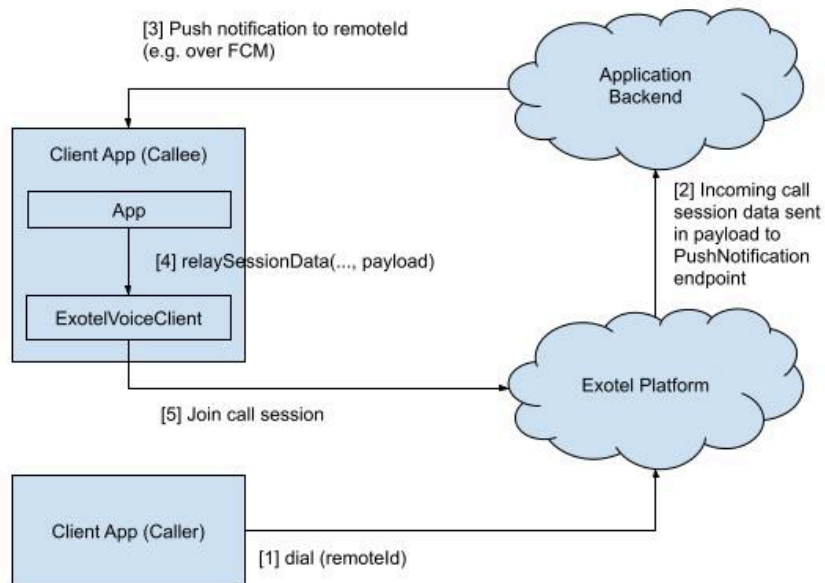 [3] Push notification to remoteId
(e.g. over FCM)
Application
Backend
Client App (Callee)
App
[2] Incoming call
session data sent
in payload to
PushNotification
endpoint
[4] relaySessionData(..., payload)
ExotelVoiceClient
Exotel Platform
[5] Join call session
Client App (Caller)
[1] dial (remoteId)